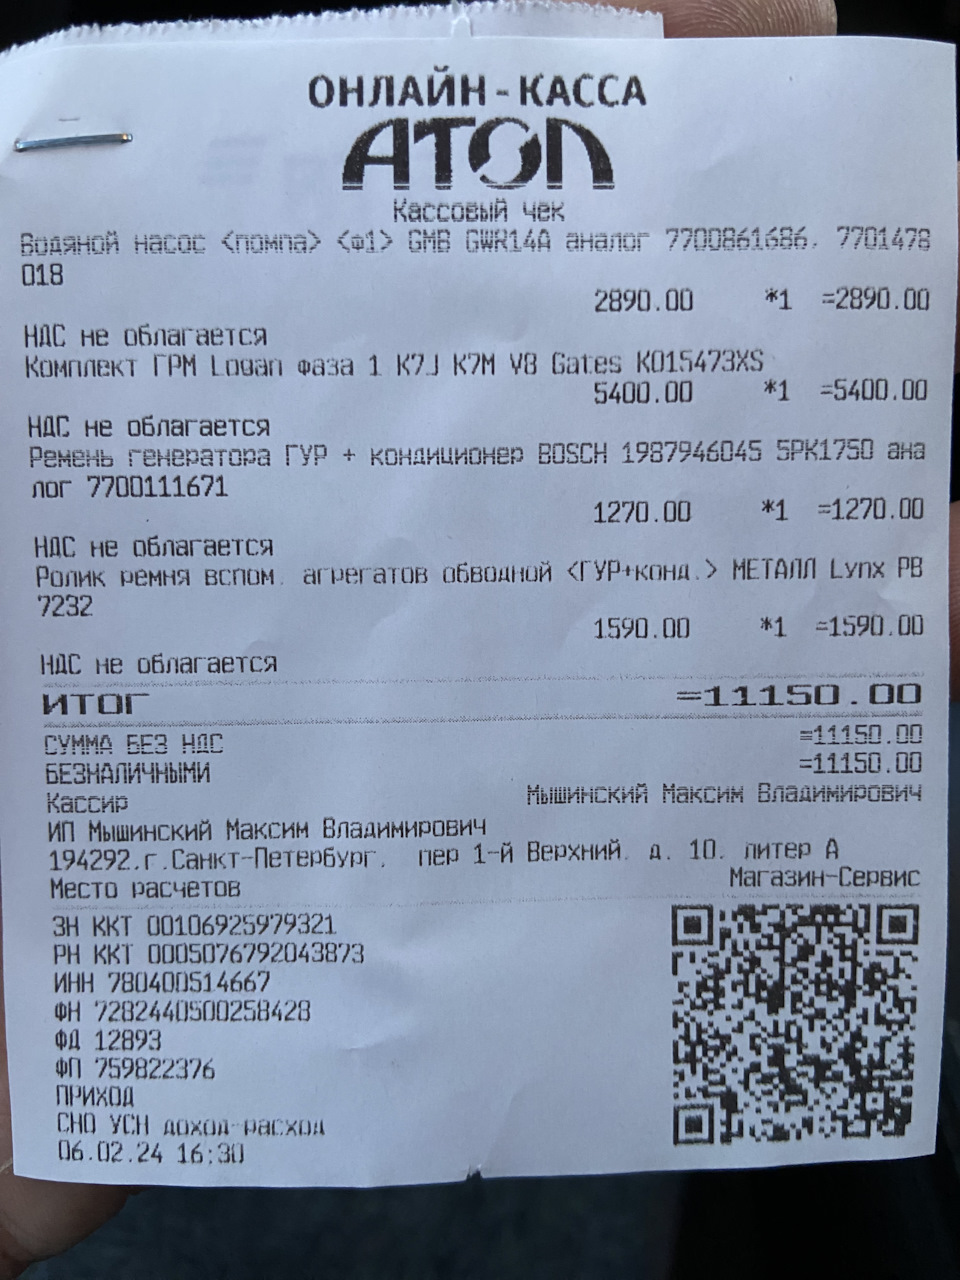 ОНЛАЙН-КАССА
АТОЛ
Кассовый чек
Водяной насос <помпа> <ф1> GMB GWR14A аналог 7700861686, 7701478
018
2890.00 *1 =2890.00
НДС не облагается
Комплект ГРМ Logan фаза 1 K7J K7M V8 Gates K015473XS
5400.00 *1 =5400.00
НДС не облагается
Ремень генератора ГУР + кондиционер BOSCH 1987946045 5PK1750 ана
лог 7700111671
1270.00 *1 =1270.00
НДС не облагается
Ролик ремня вспом. агрегатов обводной <ГУР+конд.> МЕТАЛЛ Lynx PB
7232
1590.00 *1 =1590.00
НДС не облагается
ИТОГ =11150.00
СУММА БЕЗ НДС =11150.00
БЕЗНАЛИЧНЫМИ =11150.00
Кассир Мышинский Максим Владимирович
ИП Мышинский Максим Владимирович
194292.г.Санкт-Петербург, пер 1-й Верхний, д. 10, литер А
Место расчетов Магазин-Сервис
ЗН ККТ 00106925979321
РН ККТ 0005076792043873
ИНН 780400514667
ФН 7282440500258428
ФД 12893
ФП 759822376
ПРИХОД
СНО УСН доход-расход
06.02.24 16:30